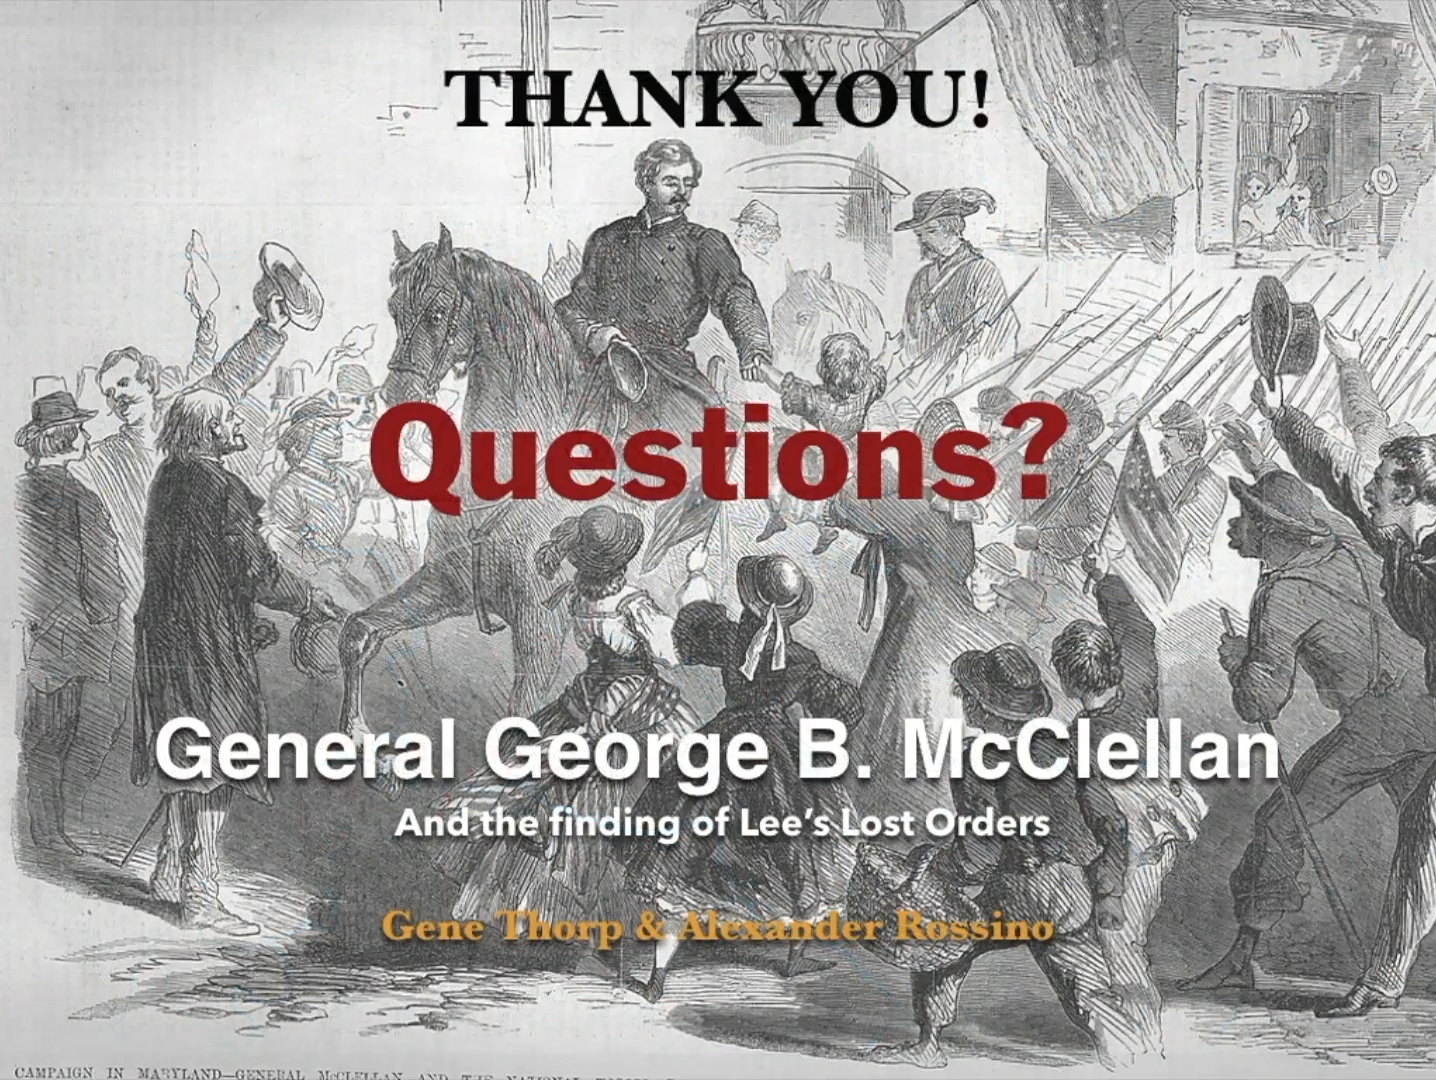 THANK YOU!
Questions?
General George B. McClellan
And the finding of Lee's Lost Orders
Gene Thorp & Alexander Rossino
CAMPAIGN IN MARYLAND—GENERAL McCLELLAN AND THE NATIONAL